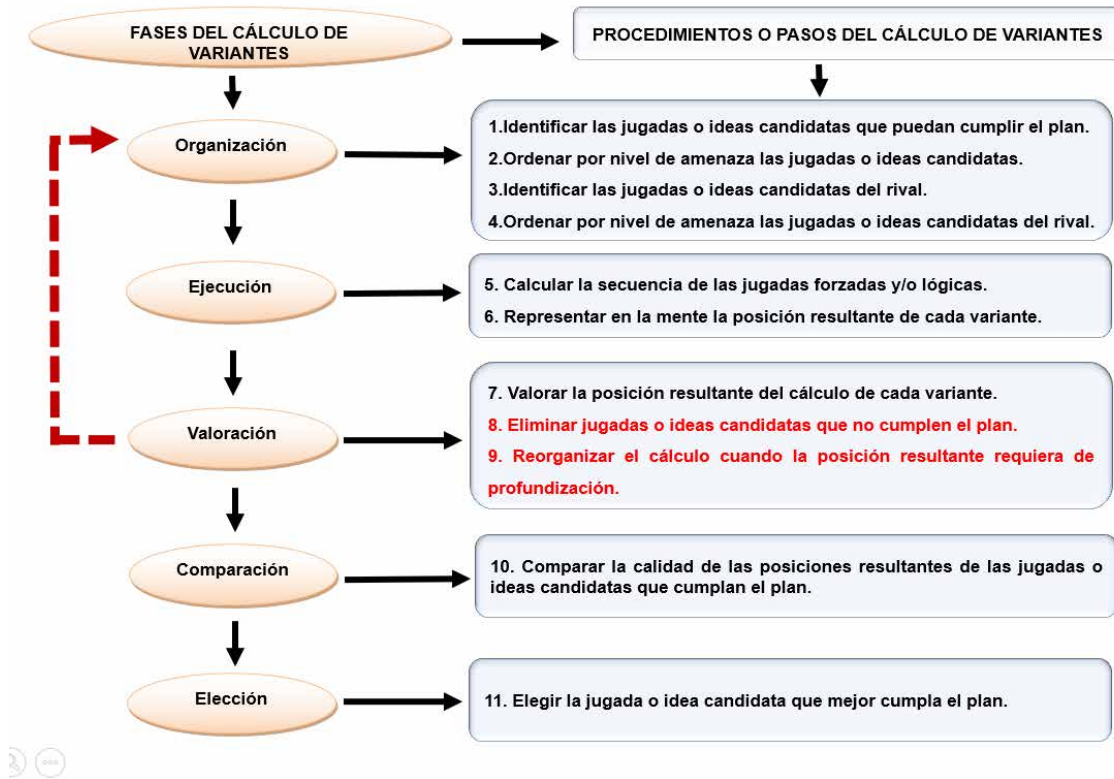 FASES DEL CÁLCULO DE
VARIANTES
PROCEDIMIENTOS O PASOS DEL CÁLCULO DE VARIANTES
Organización
1.Identificar las jugadas o ideas candidatas que puedan cumplir el plan.
2.Ordenar por nivel de amenaza las jugadas o ideas candidatas.
3.Identificar las jugadas o ideas candidatas del rival.
4.Ordenar por nivel de amenaza las jugadas o ideas candidatas del rival.
Ejecución
5. Calcular la secuencia de las jugadas forzadas y/o lógicas.
6. Representar en la mente la posición resultante de cada variante.
Valoración
7. Valorar la posición resultante del cálculo de cada variante.
8. Eliminar jugadas o ideas candidatas que no cumplen el plan.
9. Reorganizar el cálculo cuando la posición resultante requiera de
profundización.
Comparación
10. Comparar la calidad de las posiciones resultantes de las jugadas o
ideas candidatas que cumplan el plan.
Elección
11. Elegir la jugada o idea candidata que mejor cumpla el plan.